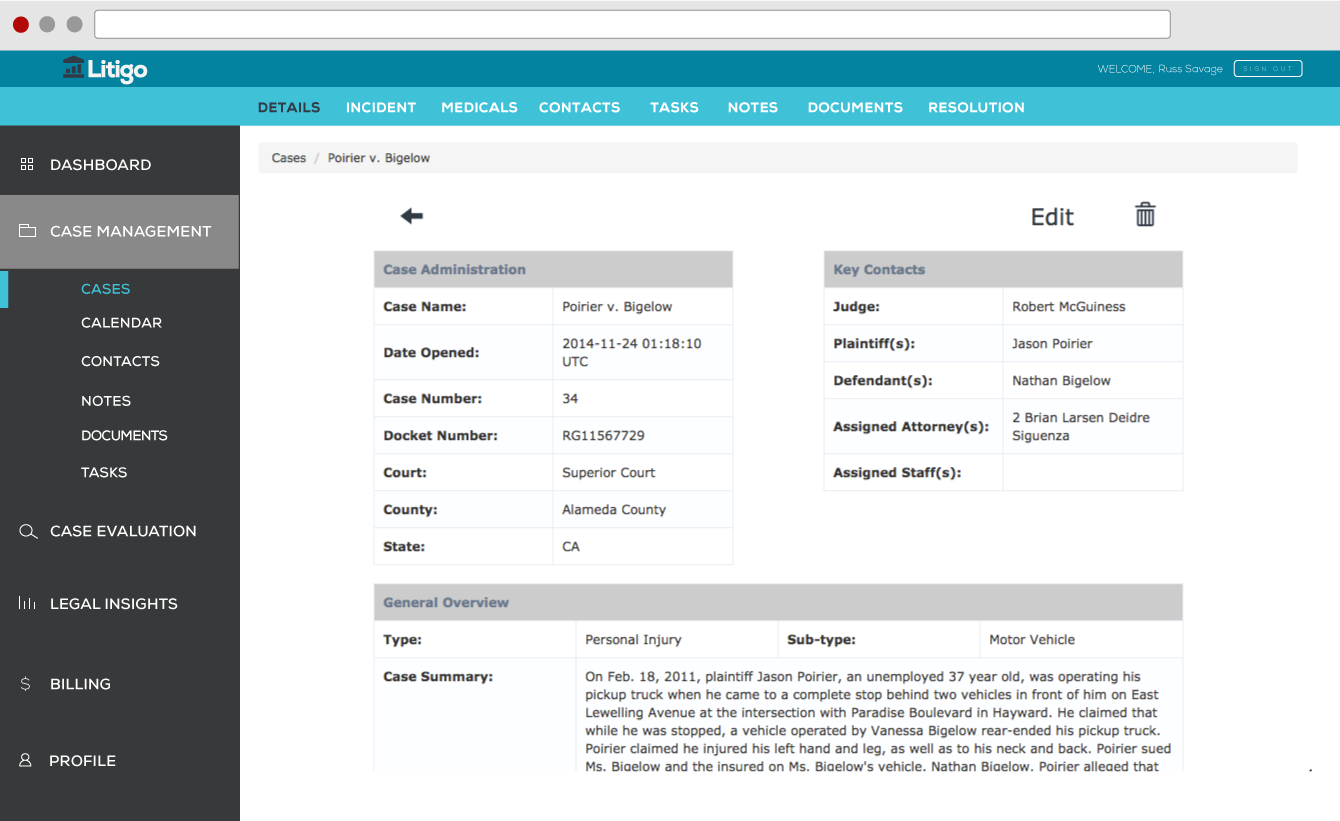 Litigo
WELCOME, Russ Savage
SIGN OUT
DETAILS INCIDENT MEDICALS CONTACTS TASKS NOTES DOCUMENTS RESOLUTION
DASHBOARD
CASE MANAGEMENT
CASES
CALENDAR
CONTACTS
NOTES
DOCUMENTS
TASKS
CASE EVALUATION
LEGAL INSIGHTS
$ BILLING
PROFILE
Cases / Poirier v. Bigelow
Edit
Case Administration
Case Name: Poirier v. Bigelow
Date Opened: 2014-11-24 01:18:10
UTC
Case Number: 34
Docket Number: RG11567729
Court: Superior Court
County: Alameda County
State: CA
Key Contacts
Judge: Robert McGuiness
Plaintiff(s): Jason Poirier
Defendant(s): Nathan Bigelow
Assigned Attorney(s): 2 Brian Larsen Deidre
Siguenza
Assigned Staff(s):
General Overview
Type: Personal Injury Sub-type: Motor Vehicle
Case Summary: On Feb. 18, 2011, plaintiff Jason Poirier, an unemployed 37 year old, was operating his
pickup truck when he came to a complete stop behind two vehicles in front of him on East
Lewelling Avenue at the intersection with Paradise Boulevard in Hayward. He claimed that
while he was stopped, a vehicle operated by Vanessa Bigelow rear-ended his pickup truck.
Poirier claimed he injured his left hand and leg, as well as to his neck and back. Poirier sued
Ms. Bigelow and the insured on Ms. Bigelow's vehicle, Nathan Bigelow. Poirier alleged that